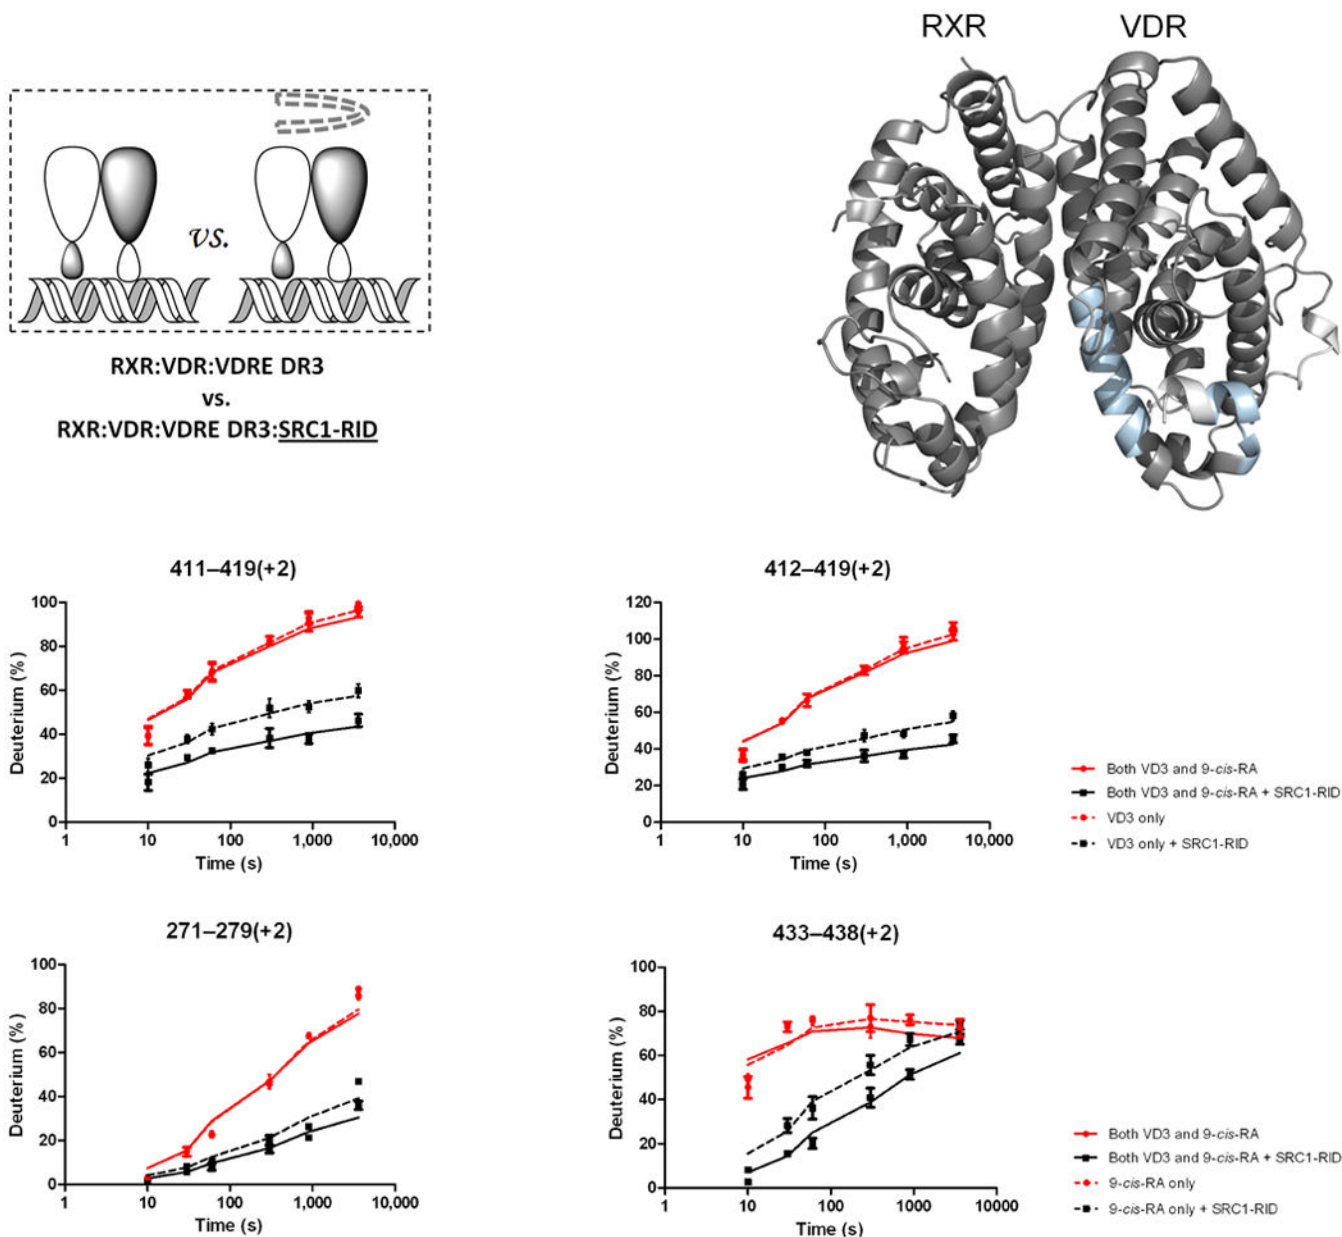 RXR VDR
vs.
RXR:VDR:VDRE DR3
vs.
RXR:VDR:VDRE DR3:SRC1-RID
411–419(+2)
Deuterium (%)
100
80
60
40
20
0
1 10 100 1,000 10,000
Time (s)
412–419(+2)
Deuterium (%)
120
100
80
60
40
20
0
1 10 100 1,000 10,000
Time (s)
Both VD3 and 9-cis-RA
Both VD3 and 9-cis-RA + SRC1-RID
VD3 only
VD3 only + SRC1-RID
271–279(+2)
Deuterium (%)
100
80
60
40
20
0
1 10 100 1,000 10,000
Time (s)
433–438(+2)
Deuterium (%)
100
80
60
40
20
0
1 10 100 1000 10000
Time (s)
Both VD3 and 9-cis-RA
Both VD3 and 9-cis-RA + SRC1-RID
9-cis-RA only
9-cis-RA only + SRC1-RID